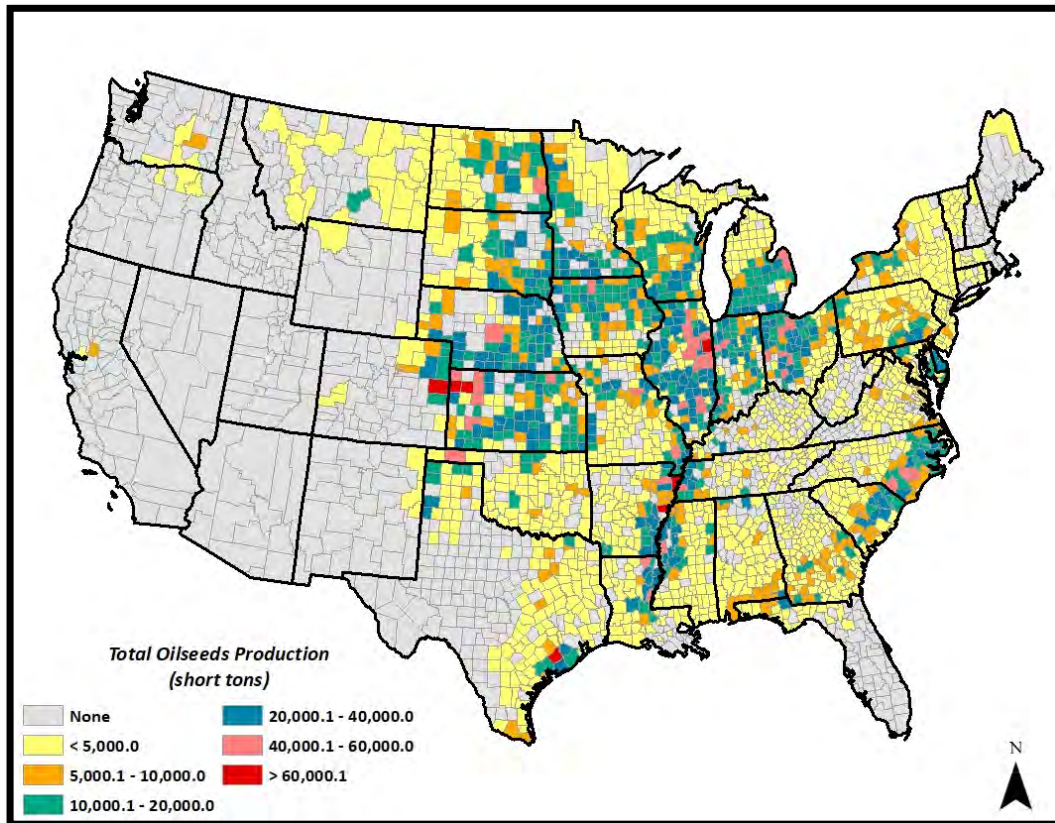 N
Total Oilseeds Production
(short tons)
None
< 5,000.0
5,000.1 - 10,000.0
10,000.1 - 20,000.0
20,000.1 - 40,000.0
40,000.1 - 60,000.0
> 60,000.1